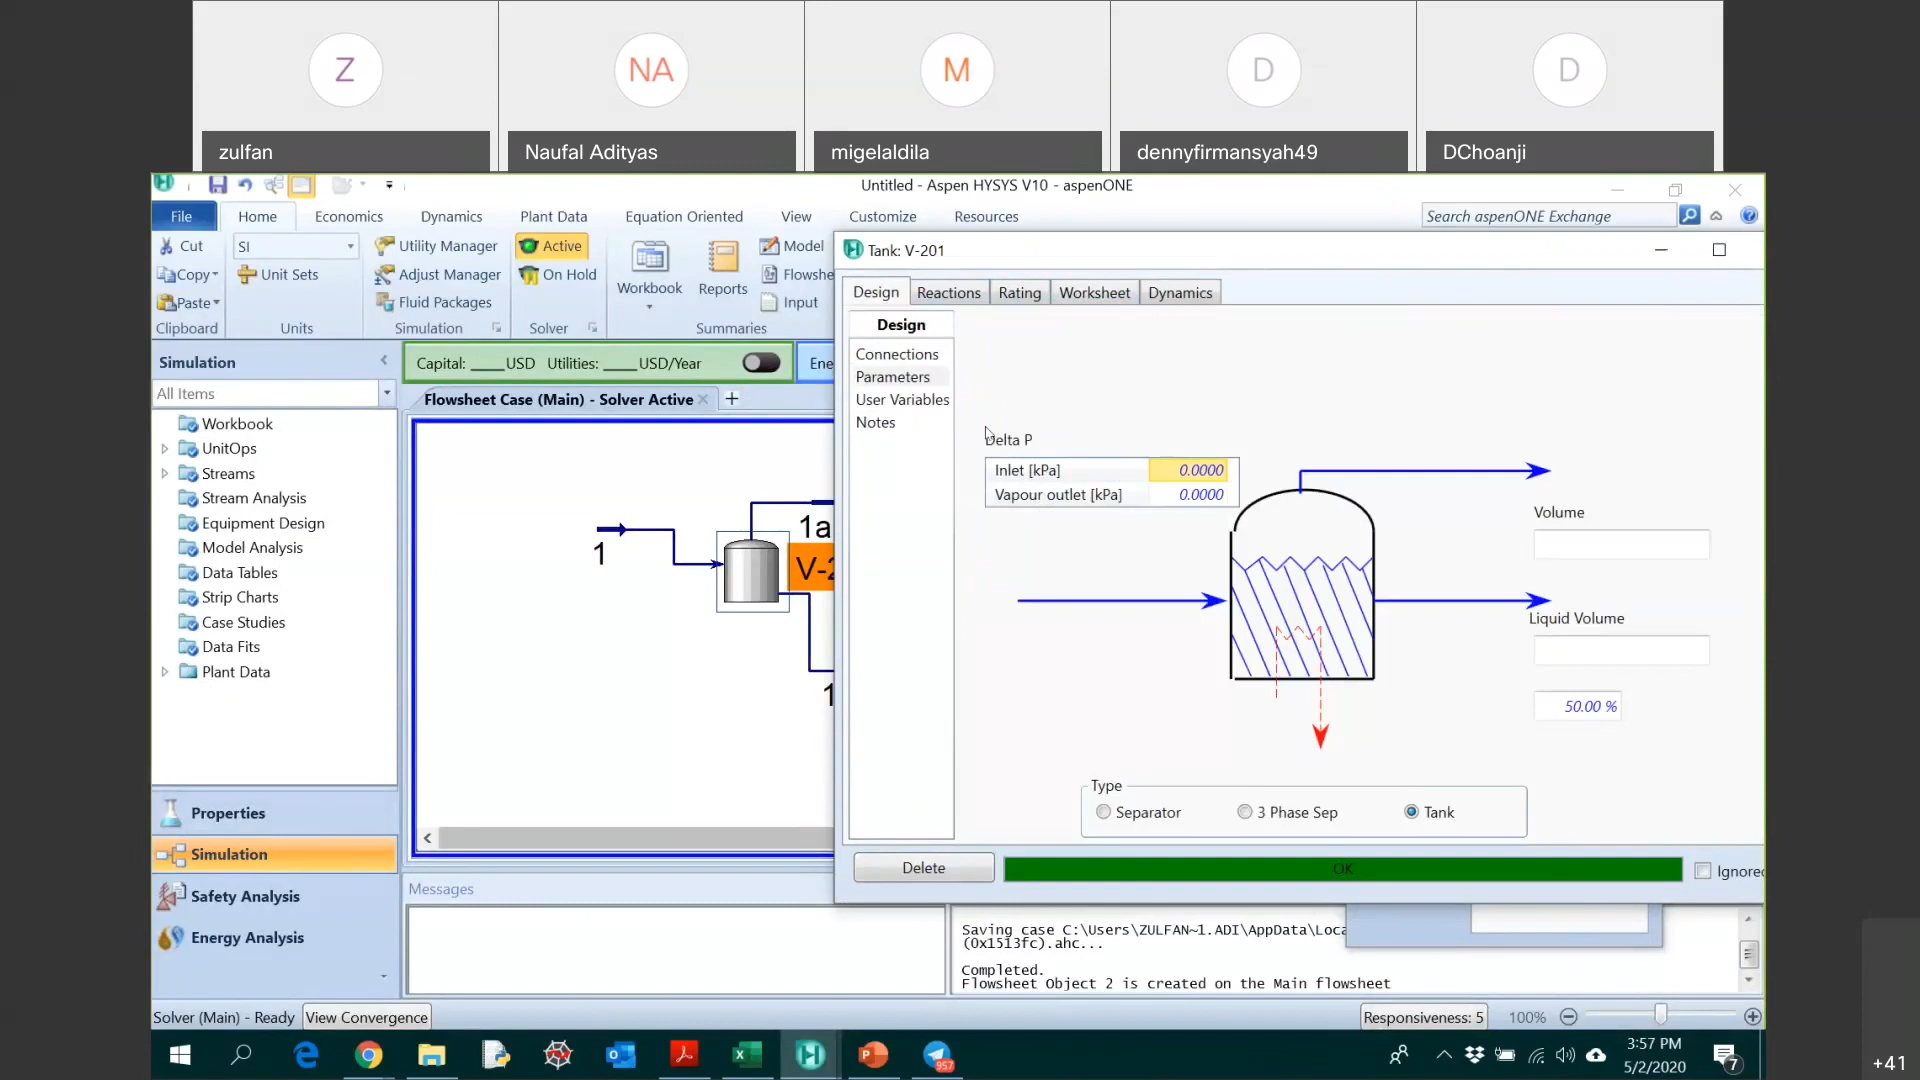 Z
NA
M
D
D
zulfan
Naufal Adityas
migelaldila
dennyfirmansyah49
DChoanji
Untitled - Aspen HYSYS V10 - aspenONE
File
Home
Economics
Dynamics
Plant Data
Equation Oriented
View
Customize
Resources
Search aspenONE Exchange
Cut
Copy
Paste
Clipboard
SI
Unit Sets
Units
Utility Manager
Adjust Manager
Fluid Packages
Simulation
Active
On Hold
Solver
Workbook
Reports
Model
Flowshe
Input
Summaries
Simulation
All Items
Workbook
UnitOps
Streams
Stream Analysis
Equipment Design
Model Analysis
Data Tables
Strip Charts
Case Studies
Data Fits
Plant Data
Properties
Simulation
Safety Analysis
Energy Analysis
Capital: ____USD Utilities: ____USD/Year
Ene
Flowsheet Case (Main) - Solver Active
1
1a
V-2
1
Tank: V-201
Design
Reactions
Rating
Worksheet
Dynamics
Design
Connections
Parameters
User Variables
Notes
Delta P
Inlet [kPa] 0.0000
Vapour outlet [kPa] 0.0000
Volume
Liquid Volume
50.00 %
Type
Separator
3 Phase Sep
Tank
Delete
OK
Ignored
Messages
Saving case C:\Users\ZULFAN~1.ADI\AppData\Loca
(0x1513fc).ahc...
Completed.
Flowsheet Object 2 is created on the Main flowsheet
Solver (Main) - Ready
View Convergence
Responsiveness: 5
100%
957
3:57 PM
5/2/2020
7
+41